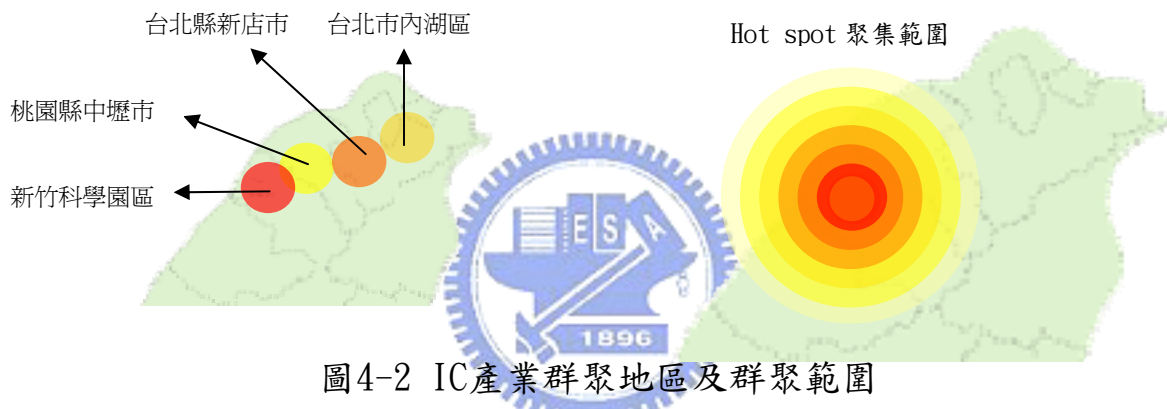 台北縣新店市
台北市內湖區
Hot spot 聚集範圍
桃園縣中壢市
新竹科學園區
ESA
1896
圖4-2 IC產業群聚地區及群聚範圍